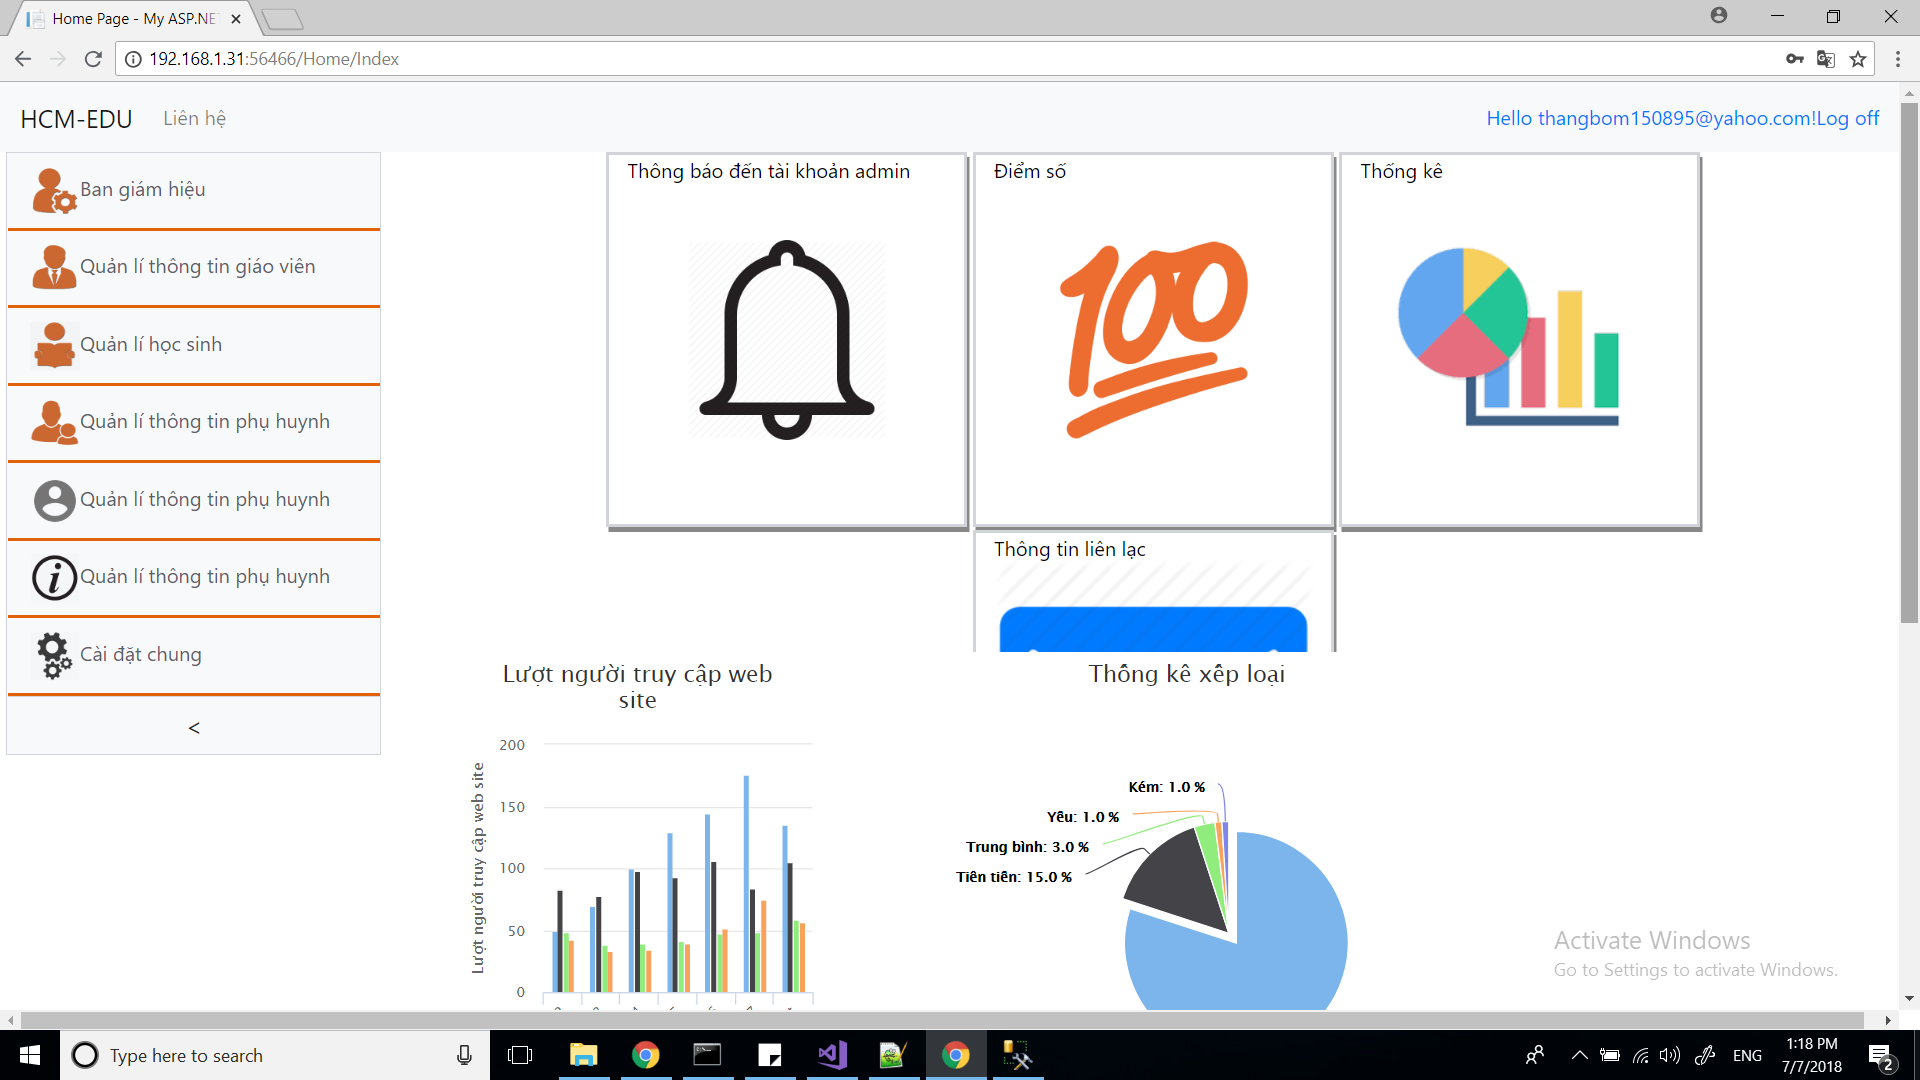 Home Page - My ASP.NET
192.168.1.31:56466/Home/Index
HCM-EDU
Liên hệ
Hello thangbom150895@yahoo.com!Log off
Ban giám hiệu
Quản lí thông tin giáo viên
Quản lí học sinh
Quản lí thông tin phụ huynh
Quản lí thông tin phụ huynh
Quản lí thông tin phụ huynh
Cài đặt chung
<
Thông báo đến tài khoản admin
Điểm số
100
Thống kê
Thông tin liên lạc
Lượt người truy cập web
site
Lượt người truy cập web site
200
150
100
50
0
Thống kê xếp loại
Kém: 1.0 %
Yếu: 1.0 %
Trung bình: 3.0 %
Tiên tiến: 15.0 %
Activate Windows
Go to Settings to activate Windows.
Type here to search
ENG
1:18 PM
7/7/2018
2